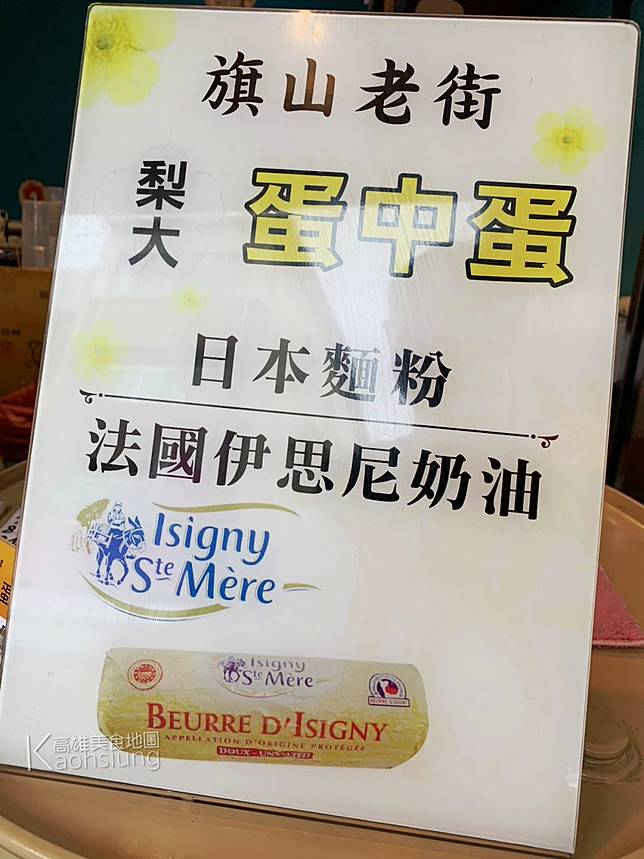 旗山老街
梨大
蛋中蛋
日本麵粉
法國伊思尼奶油
Isigny
Ste Mère
Isigny
Ste Mère
BEURRE D'ISIGNY
APPELLATION D'ORIGINE PROTÉGÉE
DOUX - UNSALTED
BEURRE D'ISIGNY
高雄美食地圖
Kaohsiung